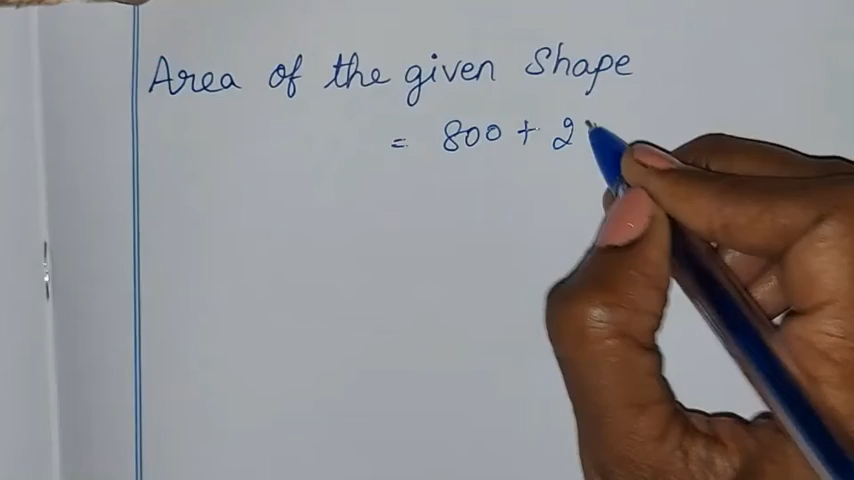 Area of the given Shape
= 800 + 2